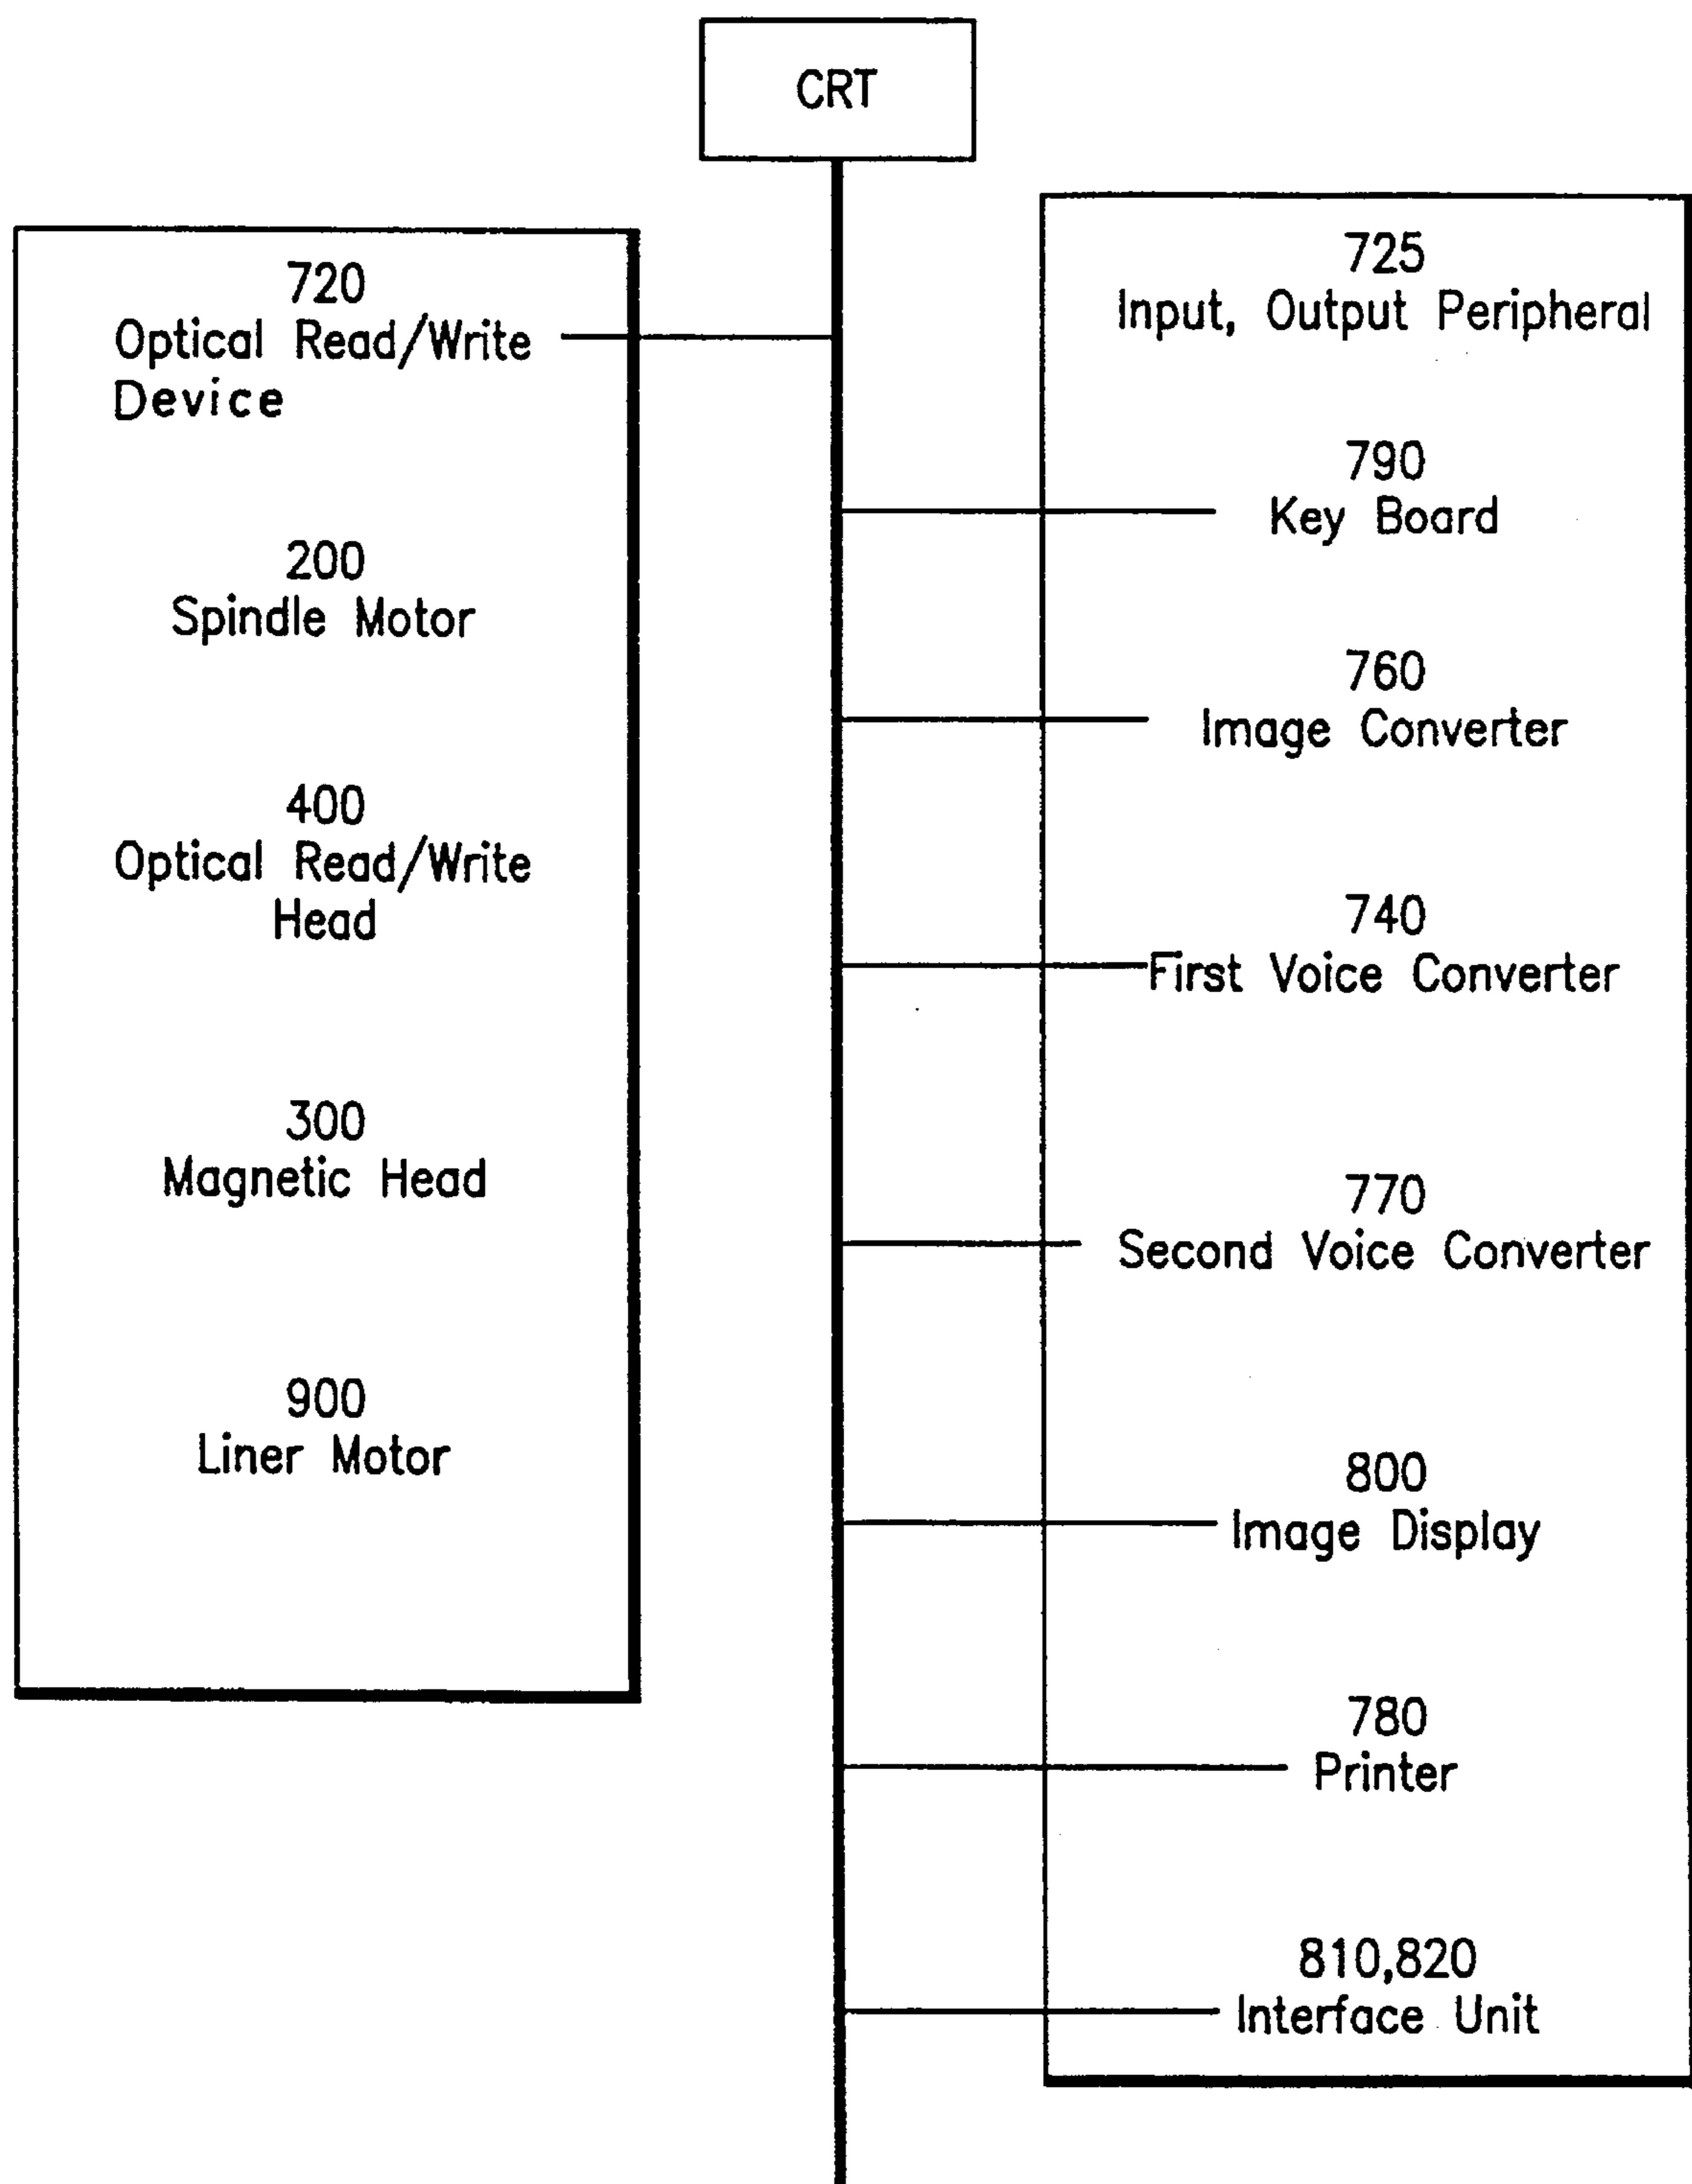 CRT
720
Optical Read/Write
Device
200
Spindle Motor
400
Optical Read/Write
Head
300
Magnetic Head
900
Liner Motor
725
Input, Output Peripheral
790
Key Board
760
Image Converter
740
First Voice Converter
770
Second Voice Converter
800
Image Display
780
Printer
810,820
Interface Unit